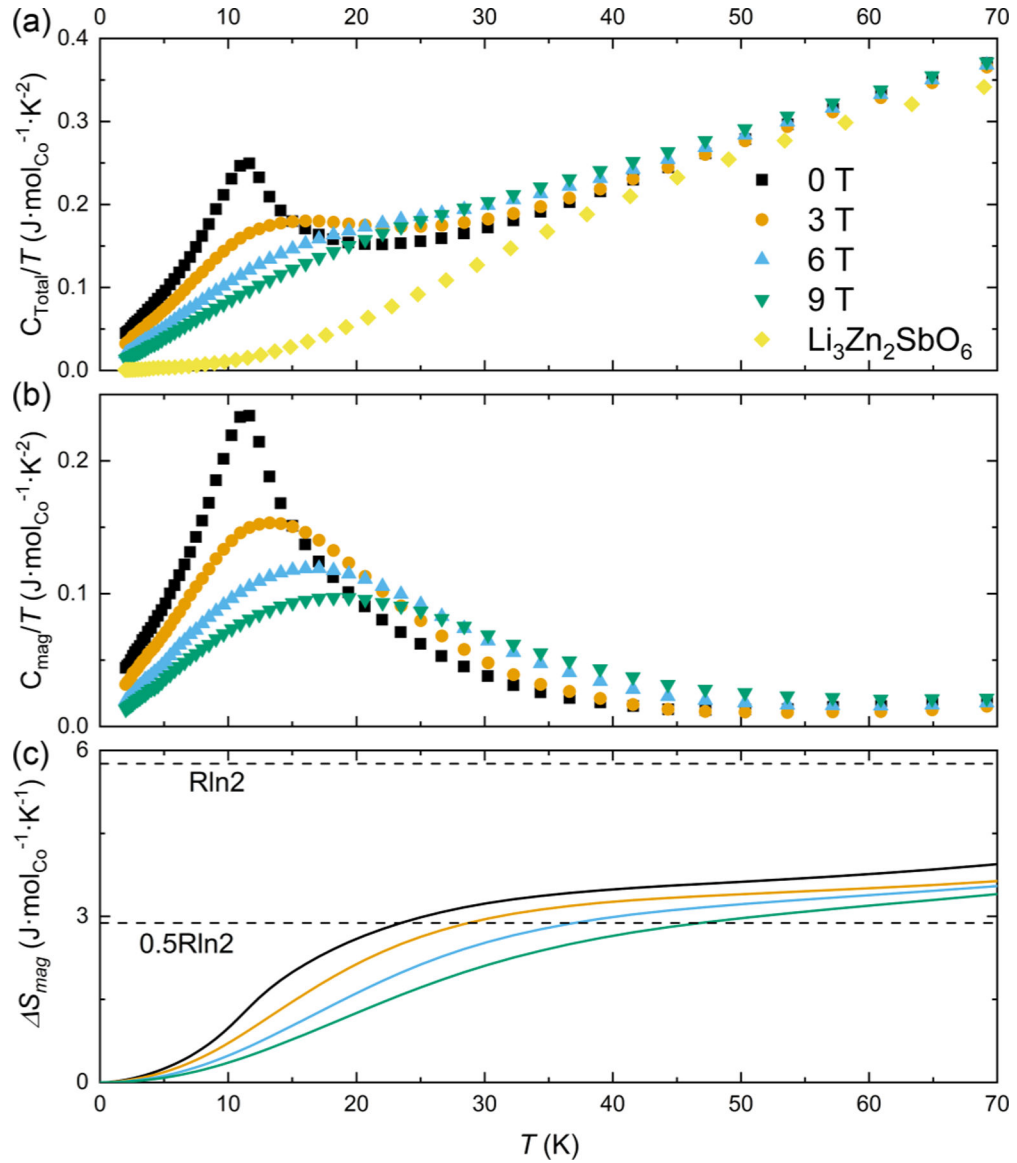 (a)
0 10 20 30 40 50 60 70
0.4
0.3
0.2
0.1
0.0
C_Total/T (J·mol_Co^-1·K^-2)
0 T
3 T
6 T
9 T
Li₃Zn₂SbO₆
(b)
0.2
0.1
0.0
C_mag/T (J·mol_Co^-1·K^-2)
(c)
6
3
0
ΔS_mag (J·mol_Co^-1·K^-1)
Rln2
0.5Rln2
0 10 20 30 40 50 60 70
T (K)